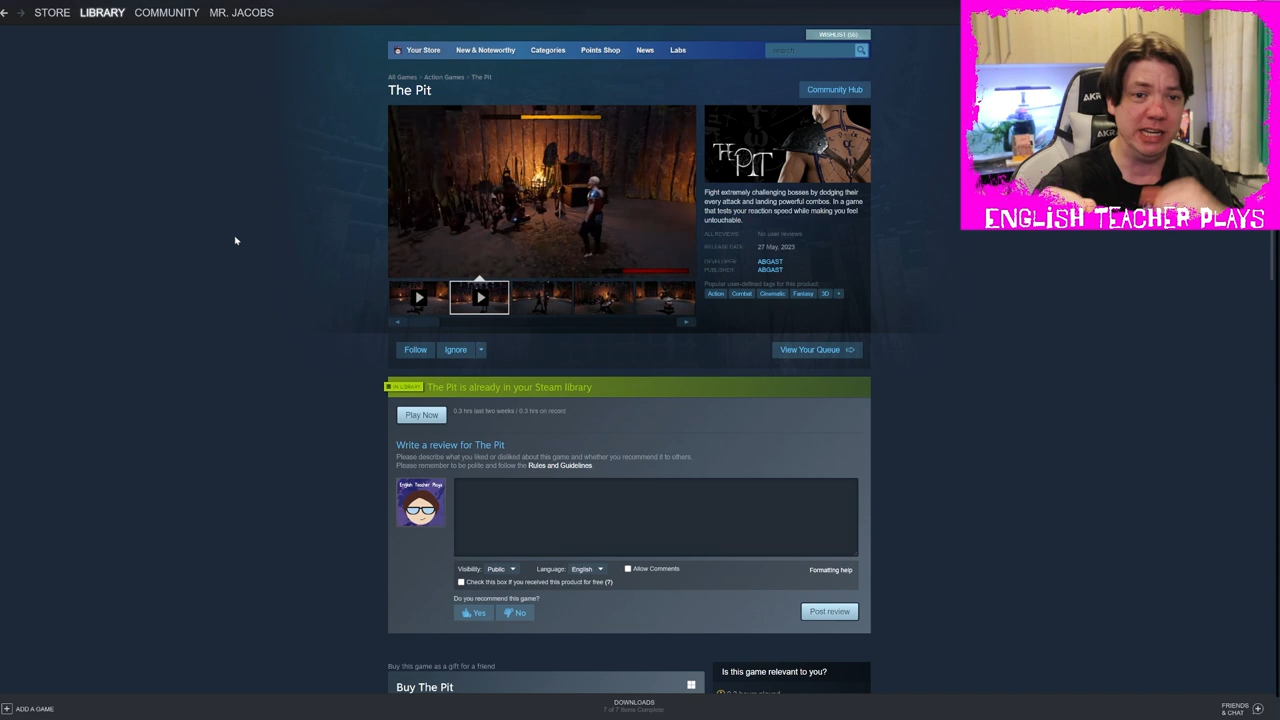 STORE LIBRARY COMMUNITY MR. JACOBS
WISHLIST (55)
Your Store New & Noteworthy Categories Points Shop News Labs search
All Games > Action Games > The Pit
The Pit
Community Hub
THE PIT
Fight extremely challenging bosses by dodging their
every attack and landing powerful combos. In a game
that tests your reaction speed while making you feel
untouchable.
ALL REVIEWS: No user reviews
RELEASE DATE: 27 May, 2023
DEVELOPER: ABGAST
PUBLISHER: ABGAST
Popular user-defined tags for this product:
Action Combat Cinematic Fantasy 3D +
Follow Ignore View Your Queue
IN LIBRARY The Pit is already in your Steam library
Play Now 0.3 hrs last two weeks / 0.3 hrs on record
Write a review for The Pit
Please describe what you liked or disliked about this game and whether you recommend it to others.
Please remember to be polite and follow the Rules and Guidelines.
English Teacher Plays
Visibility: Public Language: English Allow Comments Formatting help
Check this box if you received this product for free (?)
Do you recommend this game?
Yes No Post review
Buy this game as a gift for a friend
Buy The Pit
Is this game relevant to you?
ADD A GAME
DOWNLOADS
7 of 7 Items Complete
FRIENDS
& CHAT
AKR
ENGLISH TEACHER PLAYS